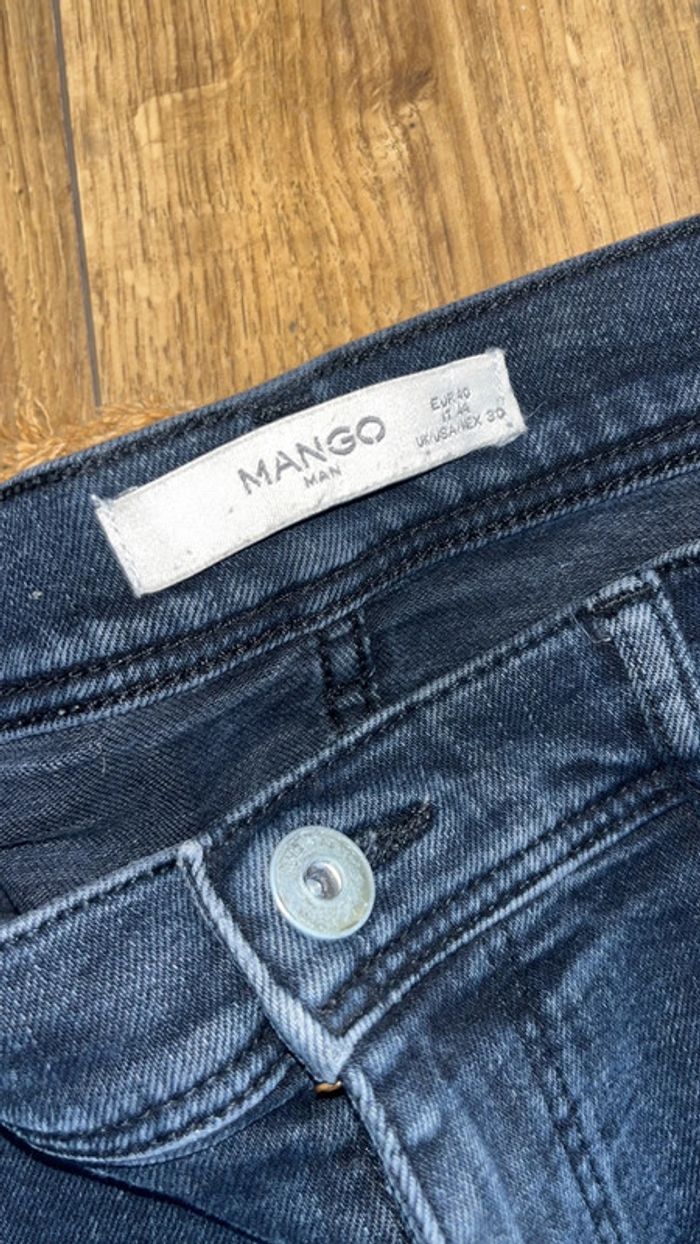 MANGO
MAN
EUR 40
IT 44
UK/USA/MEX 30